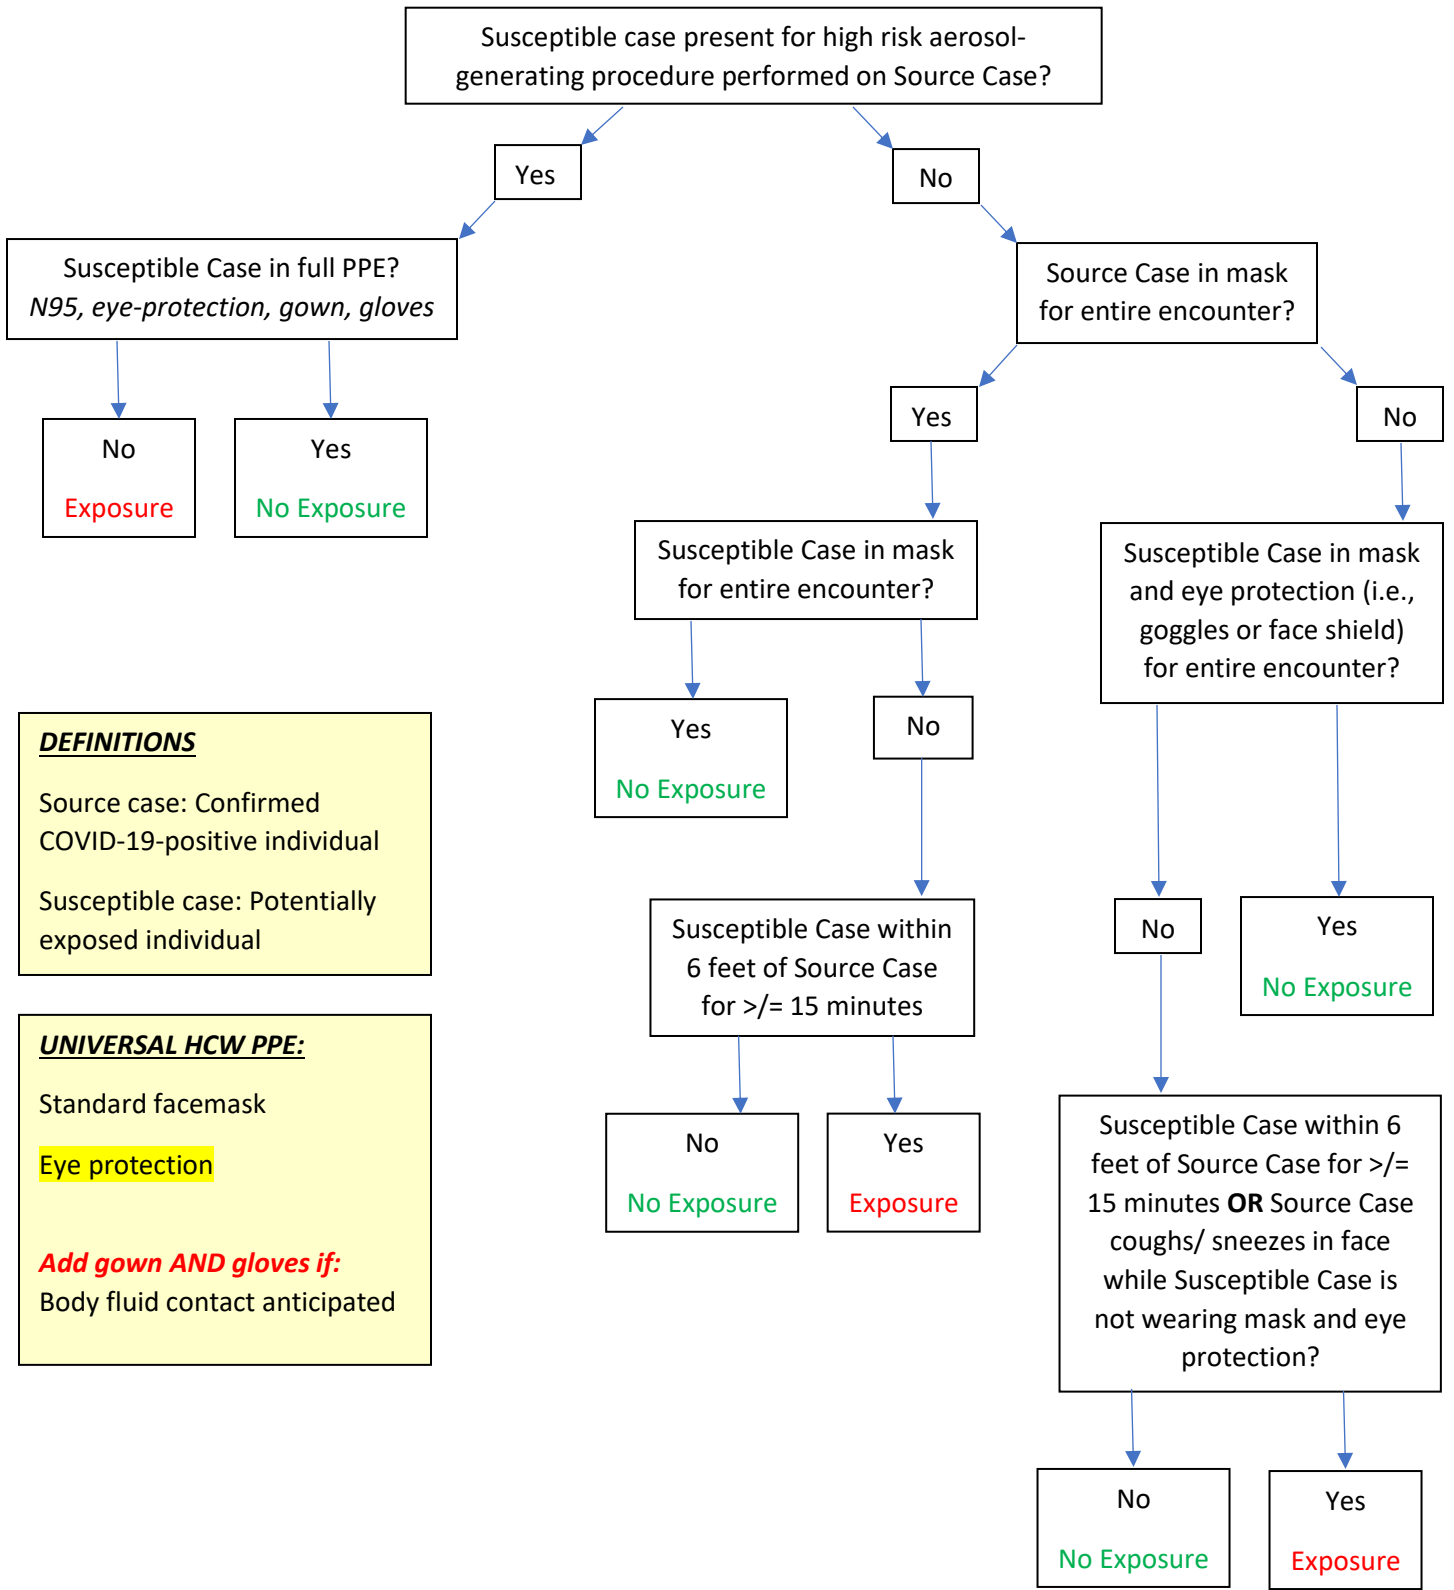 Susceptible case present for high risk aerosol-
generating procedure performed on Source Case?
Yes
No
Susceptible Case in full PPE?
N95, eye-protection, gown, gloves
Source Case in mask
for entire encounter?
No
Exposure
Yes
No Exposure
Yes
No
Susceptible Case in mask
for entire encounter?
Susceptible Case in mask
and eye protection (i.e.,
goggles or face shield)
for entire encounter?
Yes
No Exposure
No
DEFINITIONS
Source case: Confirmed
COVID-19-positive individual
Susceptible case: Potentially
exposed individual
Susceptible Case within
6 feet of Source Case
for >/= 15 minutes
No
Yes
No Exposure
UNIVERSAL HCW PPE:
Standard facemask
Eye protection
Add gown AND gloves if:
Body fluid contact anticipated
No
No Exposure
Yes
Exposure
Susceptible Case within 6
feet of Source Case for >/=
15 minutes OR Source Case
coughs/ sneezes in face
while Susceptible Case is
not wearing mask and eye
protection?
No
No Exposure
Yes
Exposure